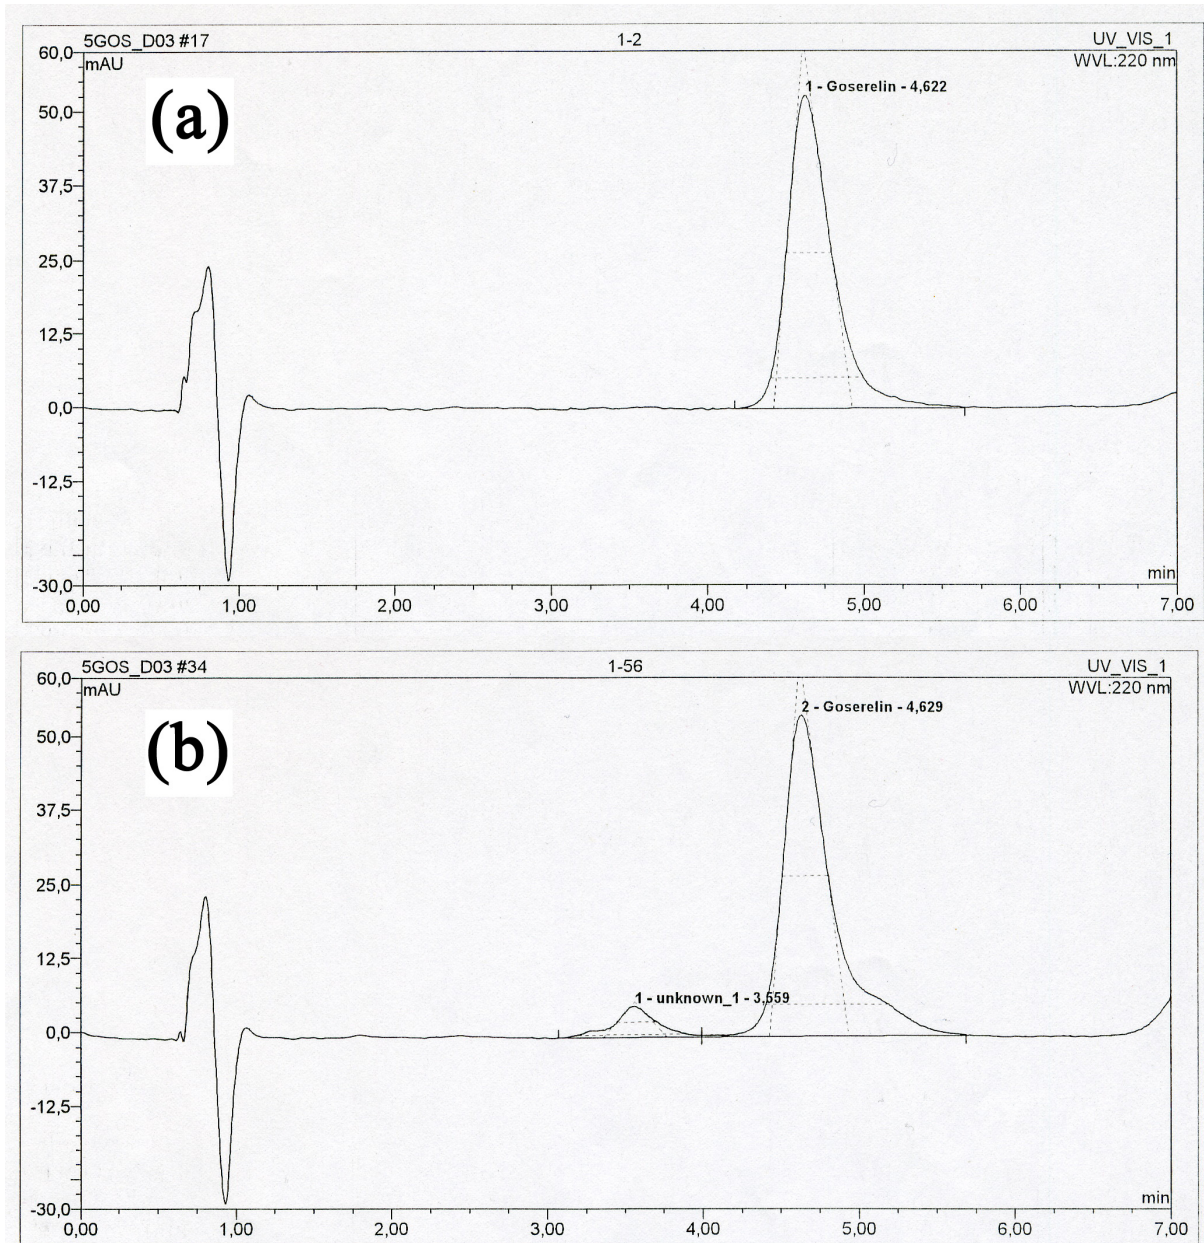 5GOS_D03 #17 1-2 UV_VIS_1
60,0 mAU WVL:220 nm
(a)
1 - Goserelin - 4,622
50,0
37,5
25,0
12,5
0,0
-12,5
-30,0 min
0,00 1,00 2,00 3,00 4,00 5,00 6,00 7,00
5GOS_D03 #34 1-56 UV_VIS_1
60,0 mAU WVL:220 nm
(b)
2 - Goserelin - 4,629
50,0
37,5
25,0
12,5
1 - unknown_1 - 3,559
0,0
-12,5
-30,0 min
0,00 1,00 2,00 3,00 4,00 5,00 6,00 7,00